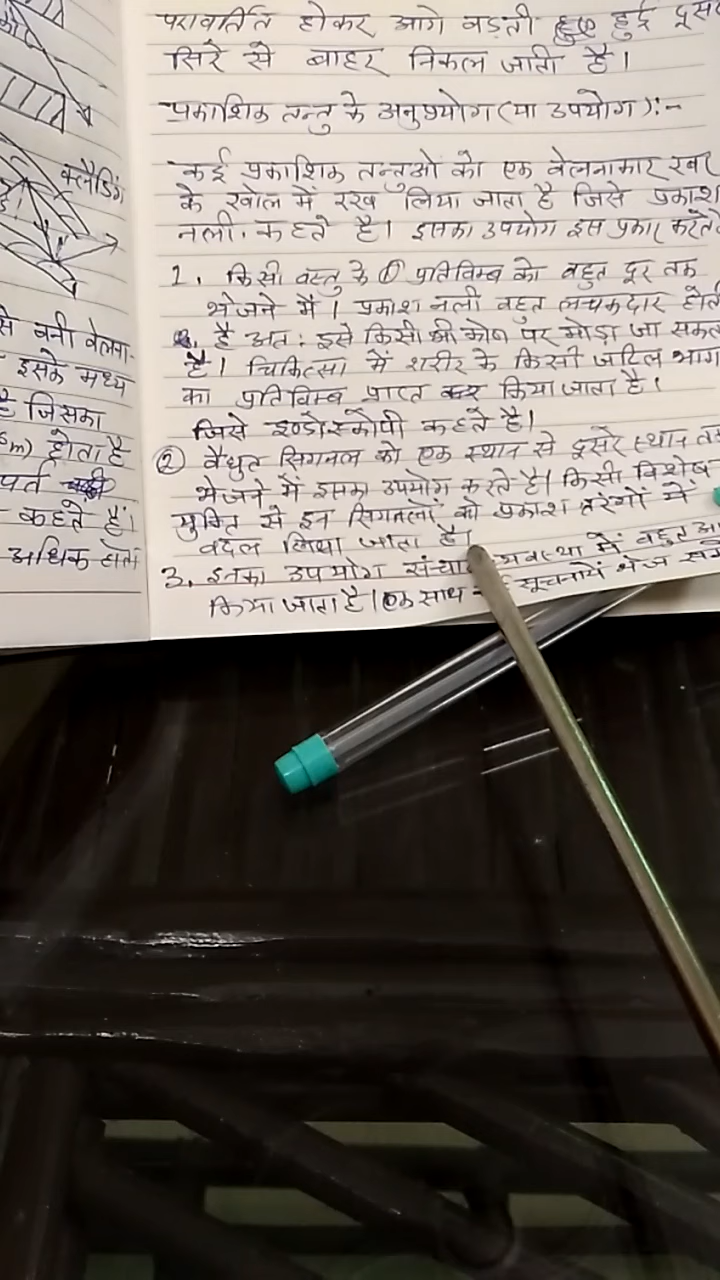 क्लैडिंग
से बनी वेलना-
इसके मध्य
है जिसका
m) होता है
पर्त
कहते हैं।
अधिक होता
परावर्तित होकर आगे बढ़ती हुई
सिरे से बाहर निकल जाती है।
प्रकाशिक तन्तु के अनुप्रयोग (या उपयोग):-
कई प्रकाशिक तन्तुओं को एक वेलनाकार रबर
के खोल में रख लिया जाता है जिसे प्रकाश
नली कहते है। इसका उपयोग इस प्रकार करते
1. किसी वस्तु के प्रतिविम्ब को बहुत दूर तक
भेजने में। प्रकाश नली बहुत लचकदार होती
है अत: इसे किसी भी कोण पर मोड़ा जा सकता
है। चिकित्सा में शरीर के किसी जटिल भाग
का प्रतिविम्ब प्राप्त किया जाता है।
जिसे इण्डोस्कोपी कहते है।
② वैधुत सिगनल को एक स्थान से दूसरे स्थान तक
भेजने में इसका उपयोग करते है। किसी विशेष
युक्ति से इन सिगनलों को प्रकाश तरंगों में
बदल लिया जाता है।
3. इनका उपयोग में बहुत
किया जाता है। एक साथ सूचनायें भेज